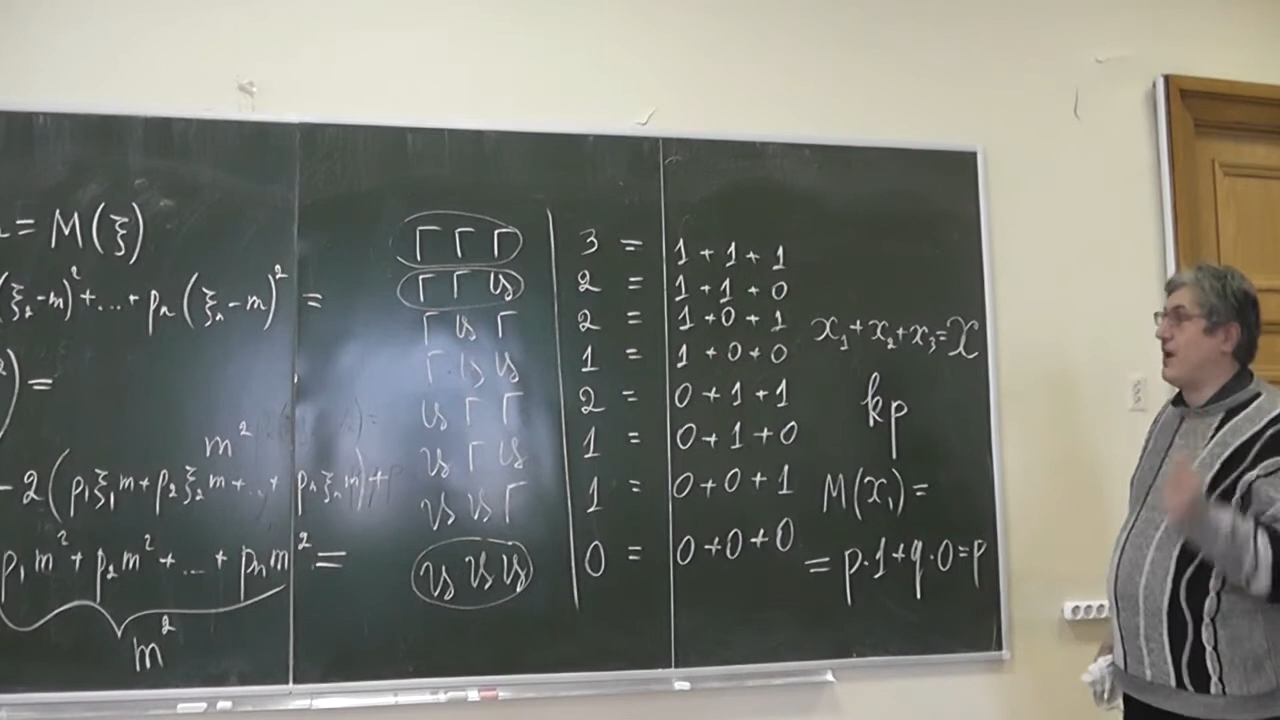 = M(ξ)
(ξ₂-m)²+...+pₙ(ξₙ-m)² =
)=
m²
- 2(p₁ξ₁m+p₂ξ₂m+...+pₙξₙm)+
p₁m²+p₂m²+...+pₙm² =
m²
Г Г Г | 3 = 1+1+1
Г Г Ц | 2 = 1+1+0
Г Ц Г | 2 = 1+0+1
Г Ц Ц | 1 = 1+0+0
Ц Г Г | 2 = 0+1+1
Ц Г Ц | 1 = 0+1+0
Ц Ц Г | 1 = 0+0+1
Ц Ц Ц | 0 = 0+0+0
x₁+x₂+x₃=X
kp
M(x₁)=
=p·1+q·0=p